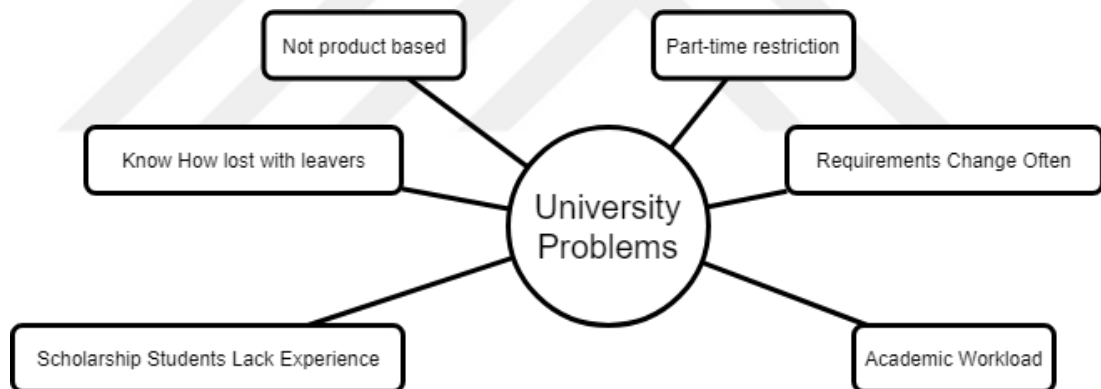 Not product based
Part-time restriction
Know How lost with leavers
Requirements Change Often
University
Problems
Scholarship Students Lack Experience
Academic Workload